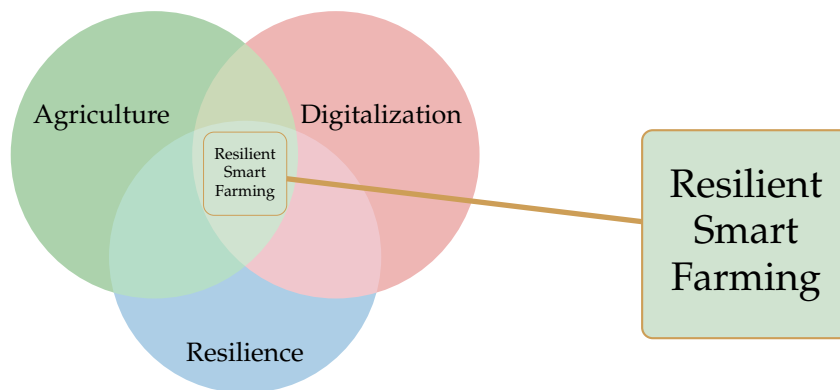 Agriculture
Digitalization
Resilient
Smart
Farming
Resilience
Resilient
Smart
Farming